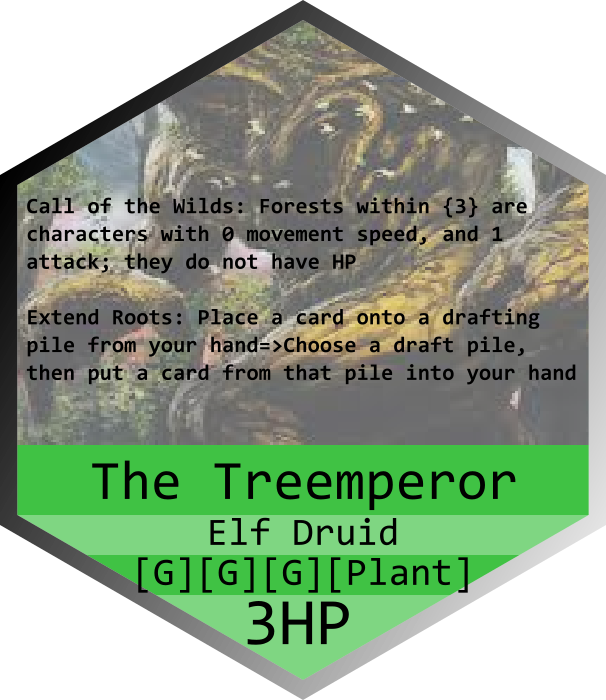 Call of the Wilds: Forests within {3} are
characters with 0 movement speed, and 1
attack; they do not have HP
Extend Roots: Place a card onto a drafting
pile from your hand=>Choose a draft pile,
then put a card from that pile into your hand
The Treemperor
Elf Druid
[G][G][G][Plant]
3HP